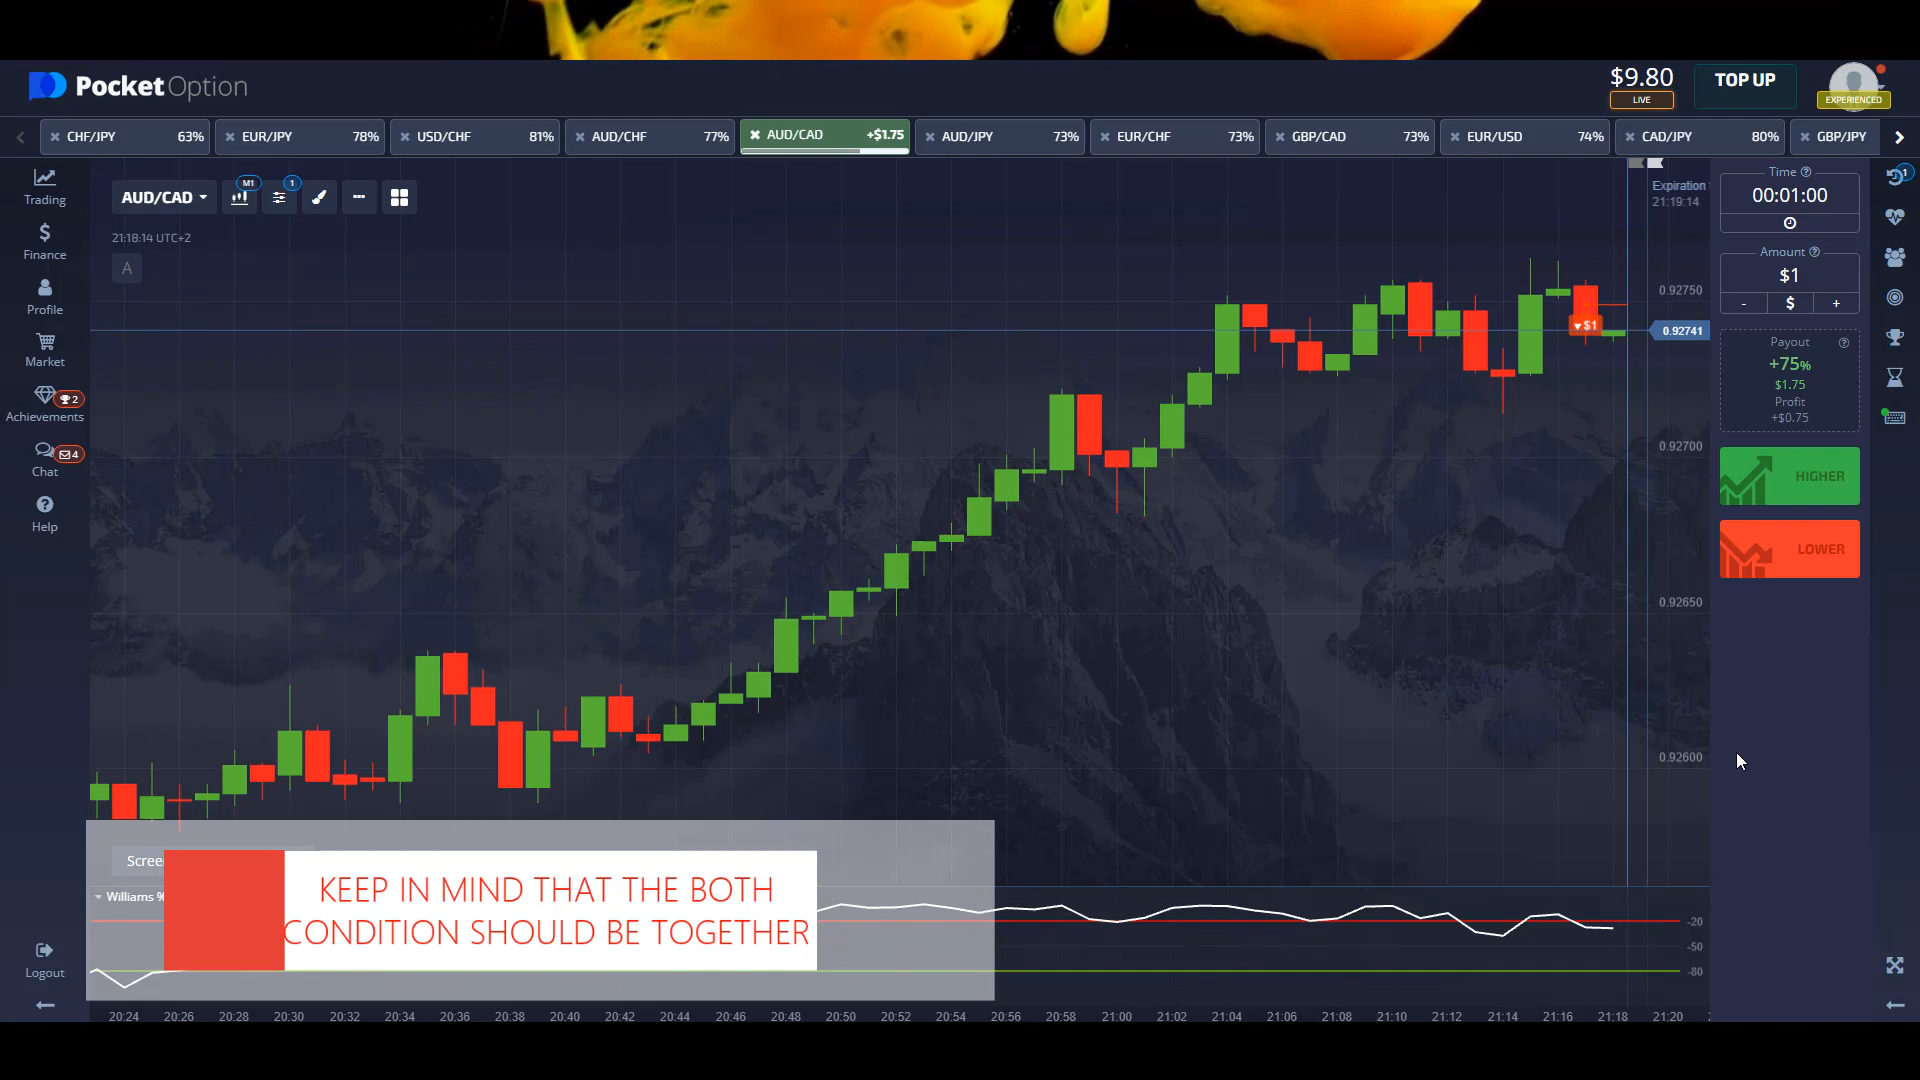 PocketOption
$9.80
LIVE
TOP UP
EXPERIENCED
CHF/JPY 63%
EUR/JPY 78%
USD/CHF 81%
AUD/CHF 77%
AUD/CAD +$1.75
AUD/JPY 73%
EUR/CHF 73%
GBP/CAD 73%
EUR/USD 74%
CAD/JPY 80%
GBP/JPY
Trading
Finance
Profile
Market
2
Achievements
4
Chat
Help
Logout
AUD/CAD
M1
1
21:18:14 UTC+2
A
Expiration
21:19:14
0.92750
0.92741
0.92700
0.92650
0.92600
$1
Time
00:01:00
Amount
$1
- $ +
Payout
+75%
$1.75
Profit
+$0.75
HIGHER
LOWER
1
Scree
Williams %
KEEP IN MIND THAT THE BOTH
CONDITION SHOULD BE TOGETHER
-20
-50
-80
20:24 20:26 20:28 20:30 20:32 20:34 20:36 20:38 20:40 20:42 20:44 20:46 20:48 20:50 20:52 20:54 20:56 20:58 21:00 21:02 21:04 21:06 21:08 21:10 21:12 21:14 21:16 21:18 21:20